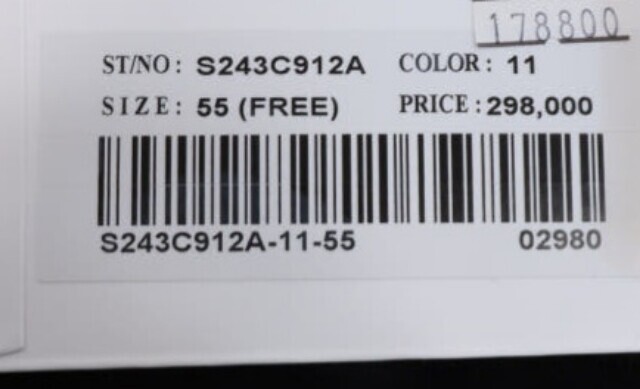 178800
ST/NO: S243C912A COLOR: 11
SIZE: 55 (FREE) PRICE: 298,000
S243C912A-11-55 02980